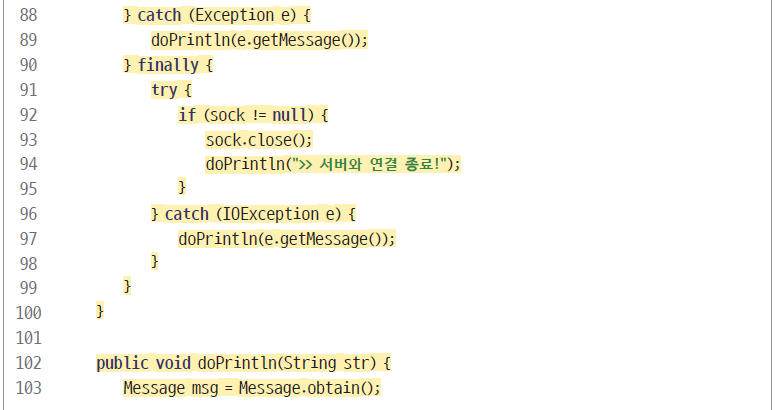 88 } catch (Exception e) {
89 doPrintln(e.getMessage());
90 } finally {
91 try {
92 if (sock != null) {
93 sock.close();
94 doPrintln(">> 서버와 연결 종료!");
95 }
96 } catch (IOException e) {
97 doPrintln(e.getMessage());
98 }
99 }
100 }
101
102 public void doPrintln(String str) {
103 Message msg = Message.obtain();